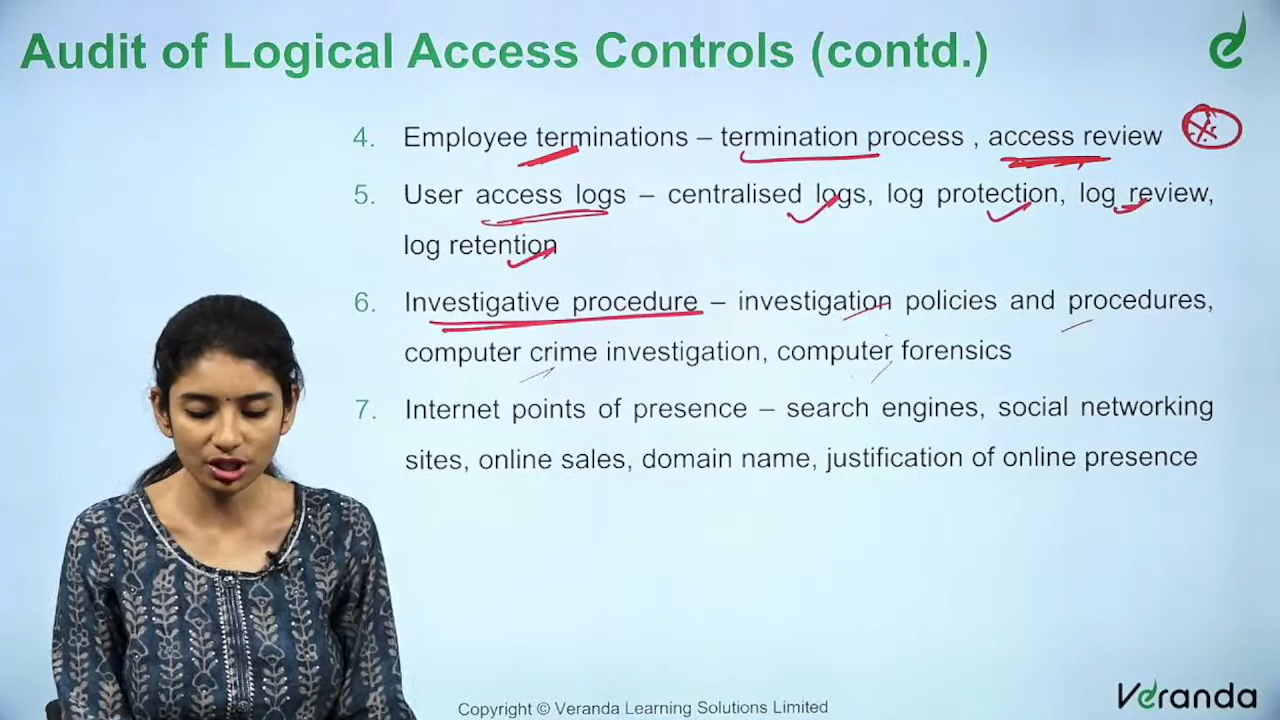 Audit of Logical Access Controls (contd.)
4. Employee terminations – termination process , access review
5. User access logs – centralised logs, log protection, log review,
log retention
6. Investigative procedure – investigation policies and procedures,
computer crime investigation, computer forensics
7. Internet points of presence – search engines, social networking
sites, online sales, domain name, justification of online presence
Copyright © Veranda Learning Solutions Limited
Veranda